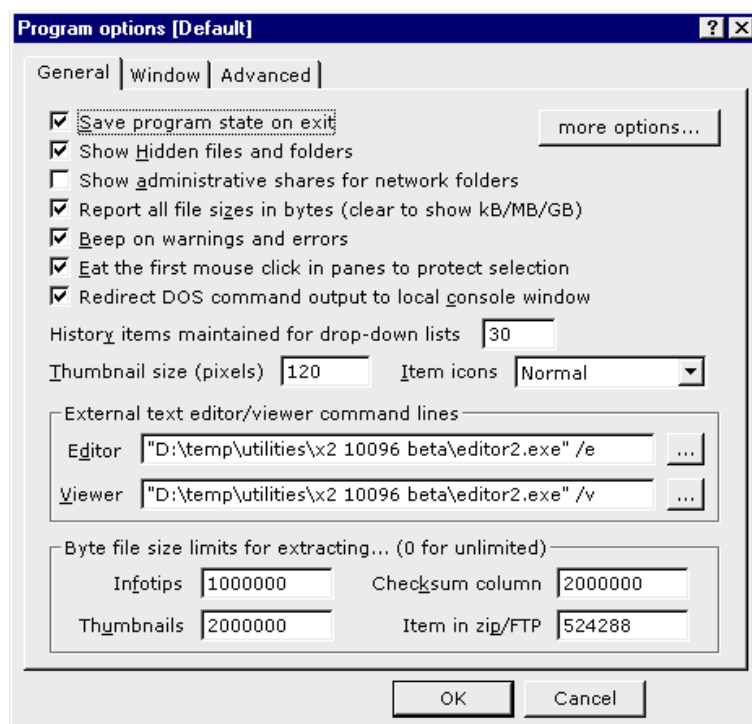 Program options [Default]
General Window Advanced
Save program state on exit
more options...
Show Hidden files and folders
Show administrative shares for network folders
Report all file sizes in bytes (clear to show kB/MB/GB)
Beep on warnings and errors
Eat the first mouse click in panes to protect selection
Redirect DOS command output to local console window
History items maintained for drop-down lists 30
Thumbnail size (pixels) 120 Item icons Normal
External text editor/viewer command lines
Editor "D:\temp\utilities\x2 10096 beta\editor2.exe" /e ...
Viewer "D:\temp\utilities\x2 10096 beta\editor2.exe" /v ...
Byte file size limits for extracting... (0 for unlimited)
Infotips 1000000 Checksum column 2000000
Thumbnails 2000000 Item in zip/FTP 524288
OK Cancel